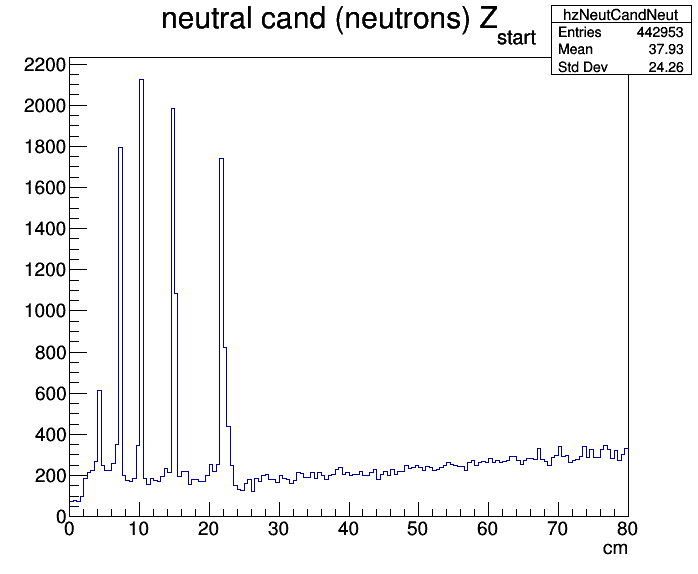 neutral cand (neutrons) Z_start
hzNeutCandNeut
Entries 442953
Mean 37.93
Std Dev 24.26
2200
2000
1800
1600
1400
1200
1000
800
600
400
200
0
0 10 20 30 40 50 60 70 80
cm